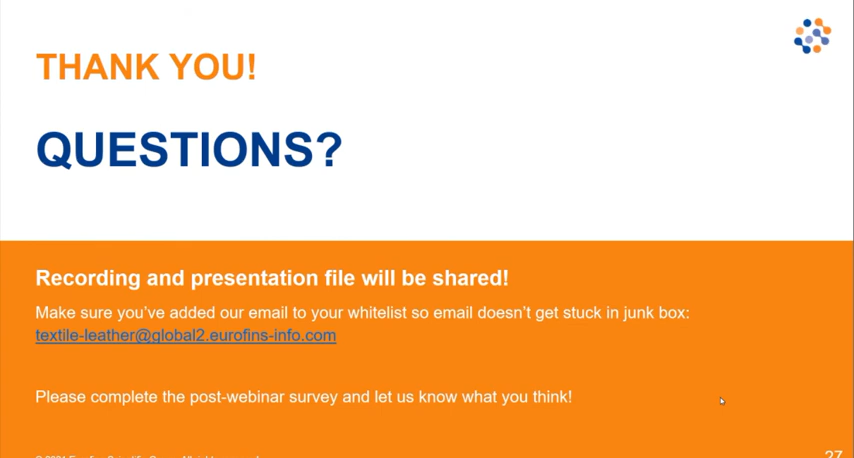 THANK YOU!
QUESTIONS?
Recording and presentation file will be shared!
Make sure you've added our email to your whitelist so email doesn't get stuck in junk box:
textile-leather@global2.eurofins-info.com
Please complete the post-webinar survey and let us know what you think!
27